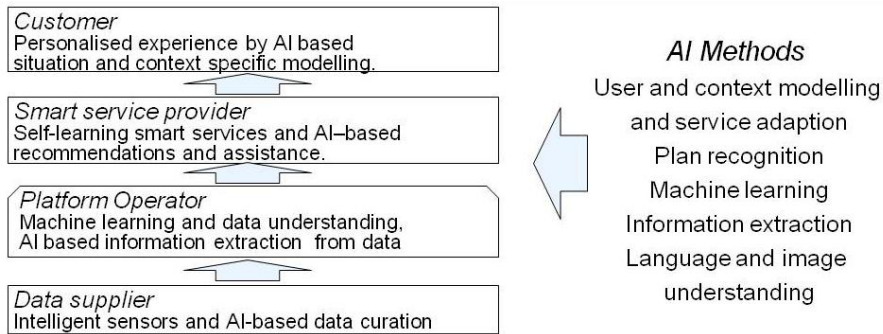 Customer
Personalised experience by AI based
situation and context specific modelling.
Smart service provider
Self-learning smart services and AI–based
recommendations and assistance.
Platform Operator
Machine learning and data understanding,
AI based information extraction from data
Data supplier
Intelligent sensors and AI-based data curation
AI Methods
User and context modelling
and service adaption
Plan recognition
Machine learning
Information extraction
Language and image
understanding